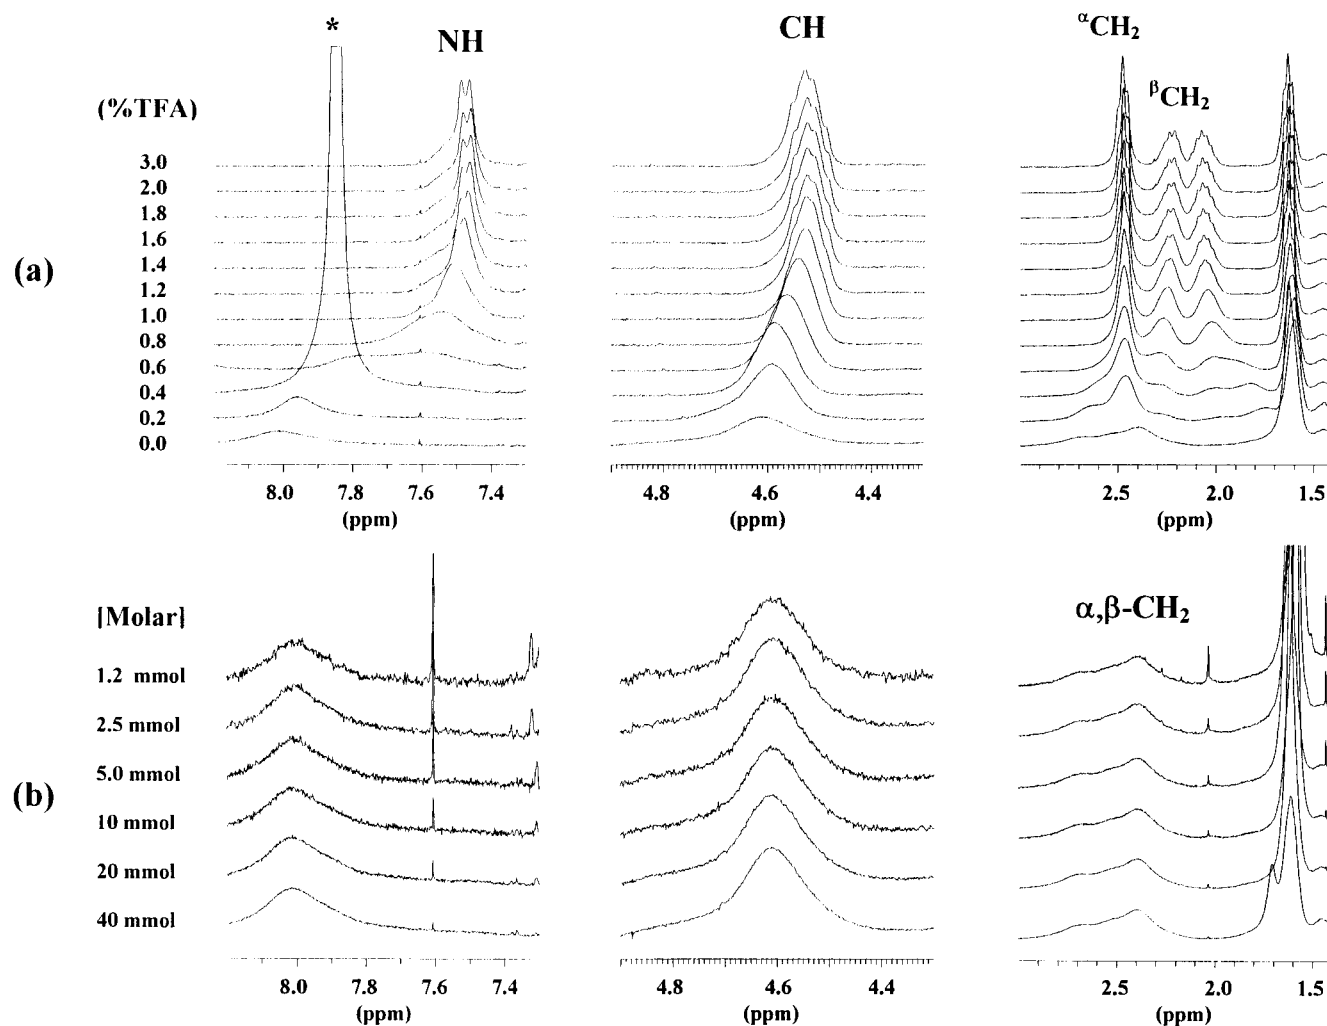 *
NH
CH
αCH₂
βCH₂
(%TFA)
3.0
2.0
1.8
1.6
1.4
1.2
1.0
0.8
0.6
0.4
0.2
0.0
(a)
8.0 7.8 7.6 7.4
(ppm)
4.8 4.6 4.4
(ppm)
2.5 2.0 1.5
(ppm)
[Molar]
α,β-CH₂
1.2 mmol
2.5 mmol
5.0 mmol
10 mmol
20 mmol
40 mmol
(b)
8.0 7.8 7.6 7.4
(ppm)
4.8 4.6 4.4
(ppm)
2.5 2.0 1.5
(ppm)